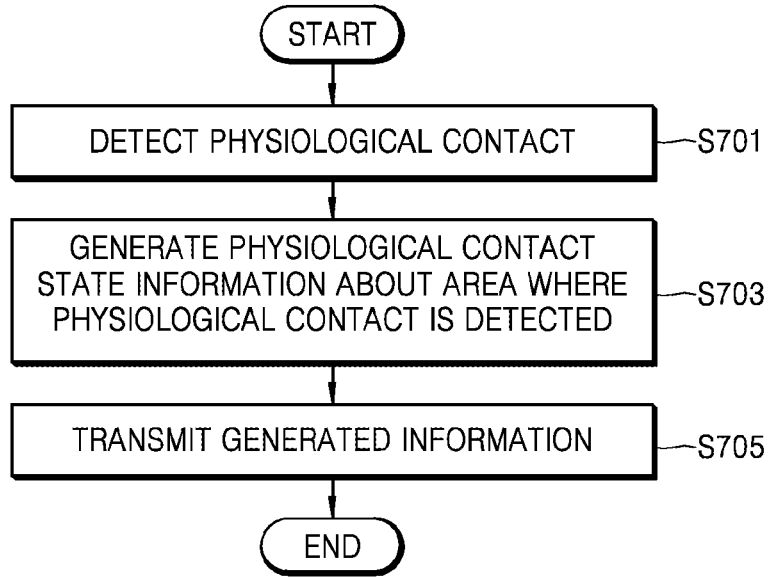 START
DETECT PHYSIOLOGICAL CONTACT
S701
GENERATE PHYSIOLOGICAL CONTACT
STATE INFORMATION ABOUT AREA WHERE
PHYSIOLOGICAL CONTACT IS DETECTED
S703
TRANSMIT GENERATED INFORMATION
S705
END